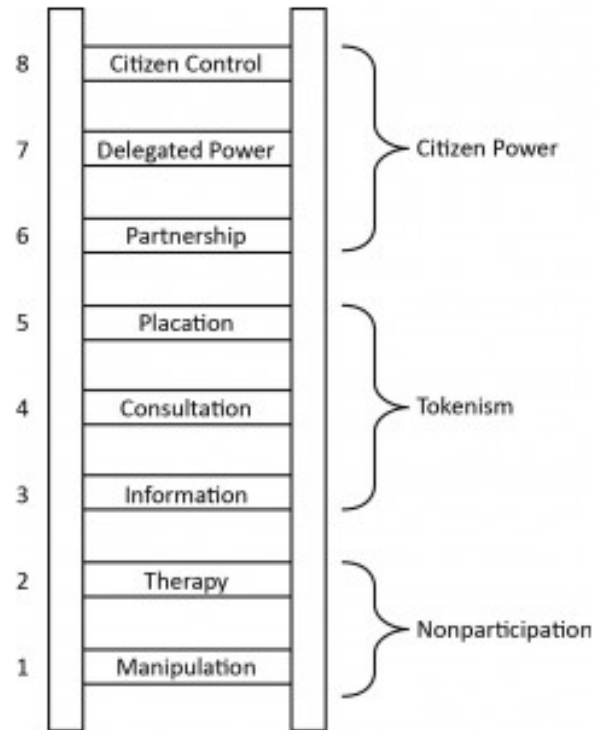 8 Citizen Control
7 Delegated Power
Citizen Power
6 Partnership
5 Placation
4 Consultation
Tokenism
3 Information
2 Therapy
Nonparticipation
1 Manipulation